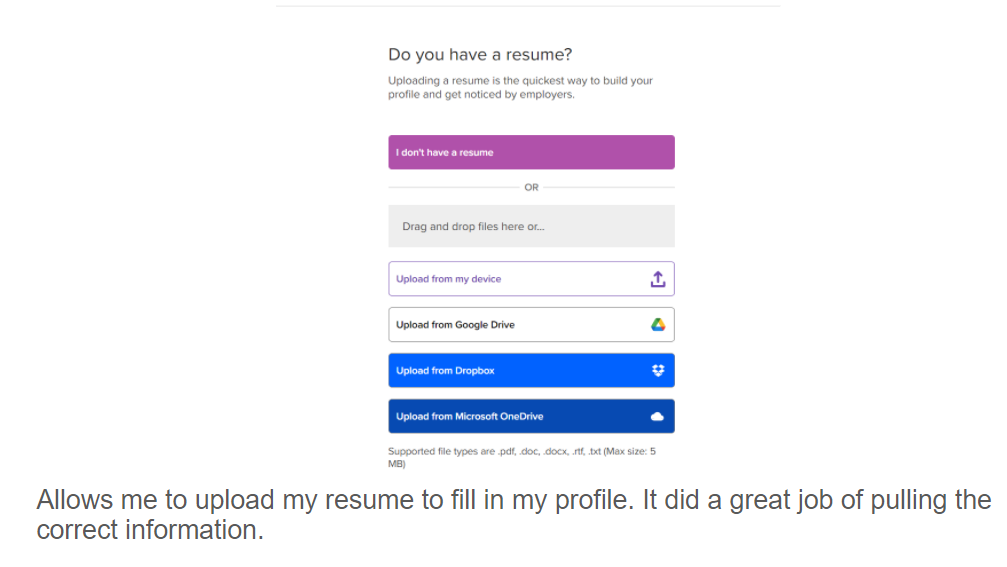 Do you have a resume?
Uploading a resume is the quickest way to build your
profile and get noticed by employers.
I don't have a resume
OR
Drag and drop files here or...
Upload from my device
Upload from Google Drive
Upload from Dropbox
Upload from Microsoft OneDrive
Supported file types are .pdf, .doc, .docx, .rtf, .txt (Max size: 5
MB)
Allows me to upload my resume to fill in my profile. It did a great job of pulling the
correct information.